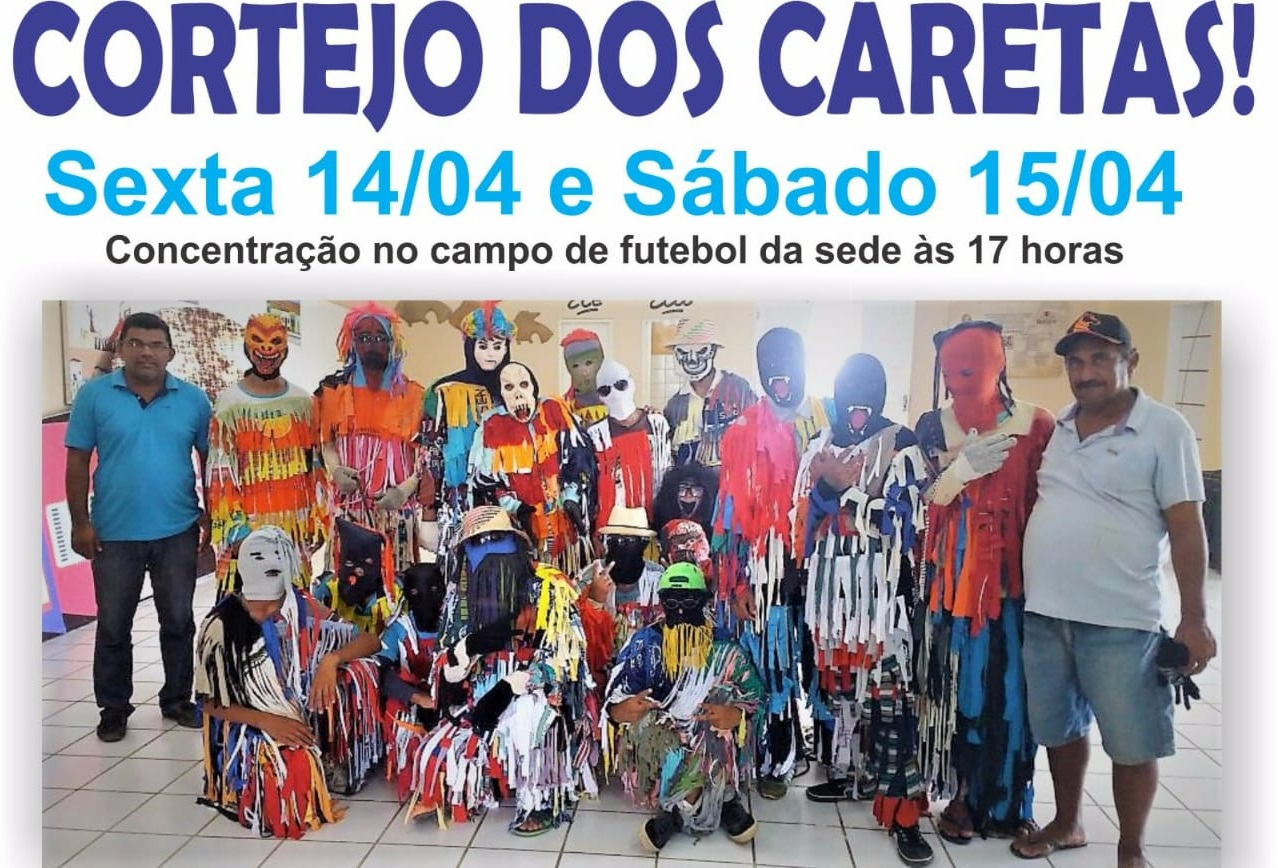 CORTEJO DOS CARETAS!
Sexta 14/04 e Sábado 15/04
Concentração no campo de futebol da sede às 17 horas